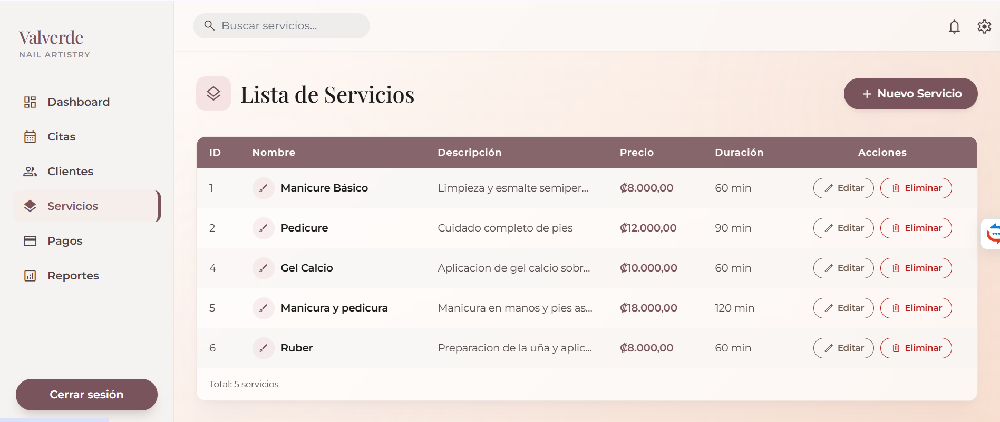 Valverde
NAIL ARTISTRY
Dashboard
Citas
Clientes
Servicios
Pagos
Reportes
Cerrar sesión
Buscar servicios...
Lista de Servicios
+ Nuevo Servicio
ID Nombre Descripción Precio Duración Acciones
1 Manicure Básico Limpieza y esmalte semiper... ₡8.000,00 60 min Editar Eliminar
2 Pedicure Cuidado completo de pies ₡12.000,00 90 min Editar Eliminar
4 Gel Calcio Aplicacion de gel calcio sobr... ₡10.000,00 60 min Editar Eliminar
5 Manicura y pedicura Manicura en manos y pies as... ₡18.000,00 120 min Editar Eliminar
6 Ruber Preparacion de la uña y aplic... ₡8.000,00 60 min Editar Eliminar
Total: 5 servicios